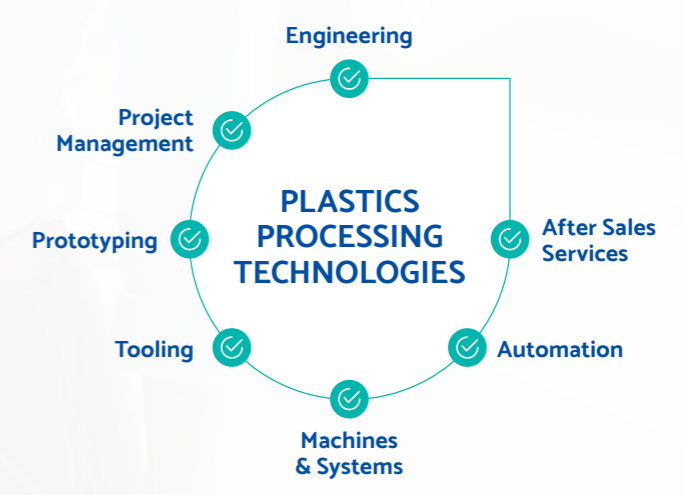 Engineering
Project
Management
PLASTICS
PROCESSING
TECHNOLOGIES
Prototyping
After Sales
Services
Tooling
Automation
Machines
& Systems